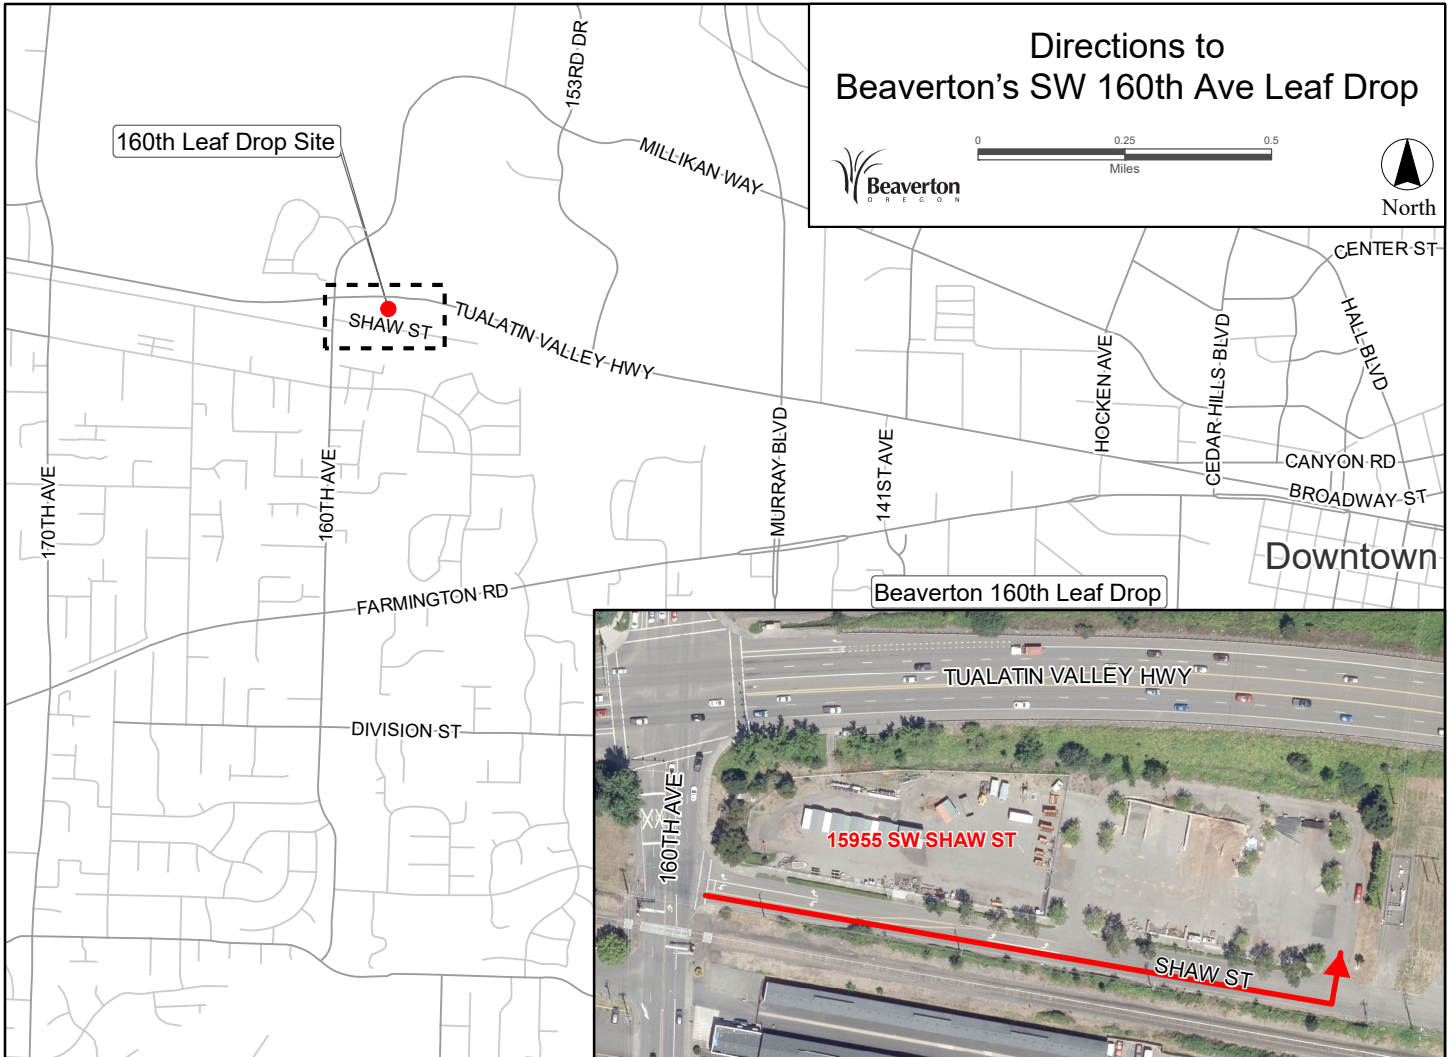 Directions to
Beaverton's SW 160th Ave Leaf Drop
0 0.25 0.5
Miles
Beaverton
OREGON
North
160th Leaf Drop Site
153RD DR
MILLIKAN WAY
CENTER ST
HALL BLVD
SHAW ST
TUALATIN VALLEY HWY
HOCKEN AVE
CEDAR HILLS BLVD
MURRAY BLVD
141ST AVE
CANYON RD
BROADWAY ST
170TH AVE
160TH AVE
Downtown
FARMINGTON RD
DIVISION ST
Beaverton 160th Leaf Drop
TUALATIN VALLEY HWY
160TH AVE
15955 SW SHAW ST
SHAW ST